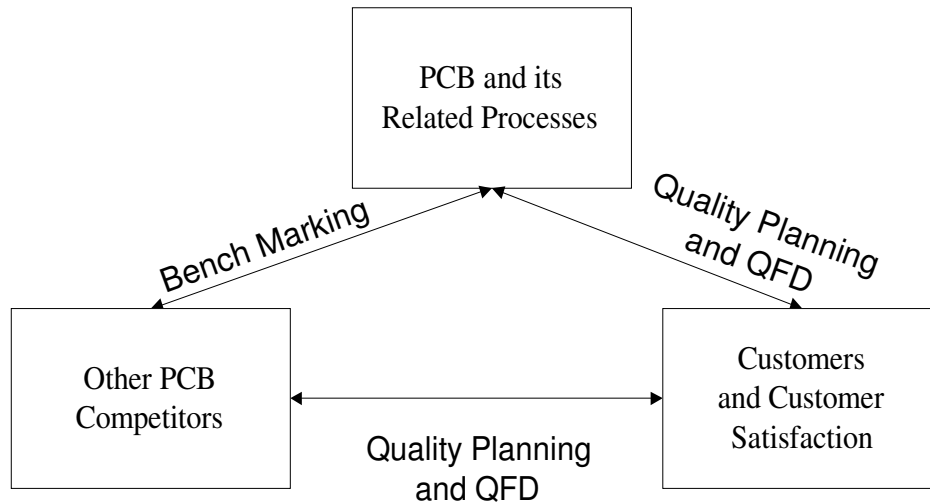 PCB and its
Related Processes
Bench Marking
Quality Planning
and QFD
Other PCB
Competitors
Customers
and Customer
Satisfaction
Quality Planning
and QFD